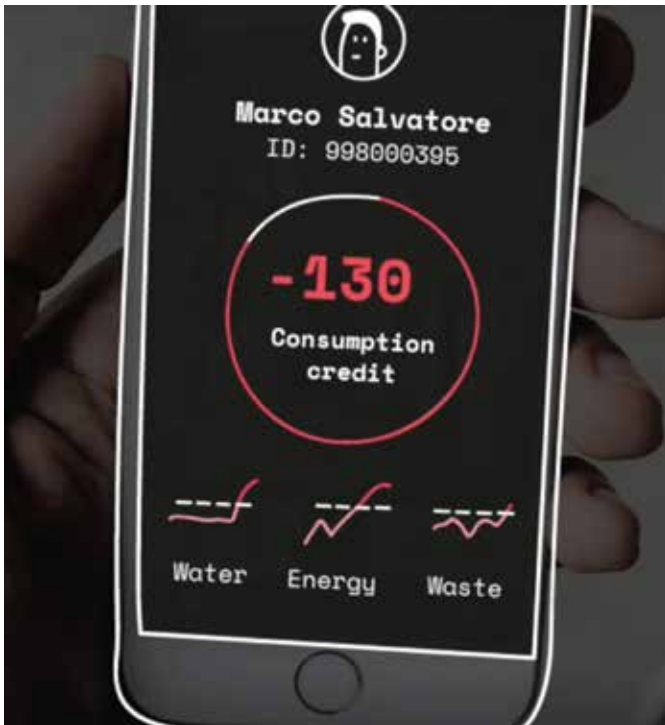 Marco Salvatore
ID: 998000395
-130
Consumption
credit
Water Energy Waste